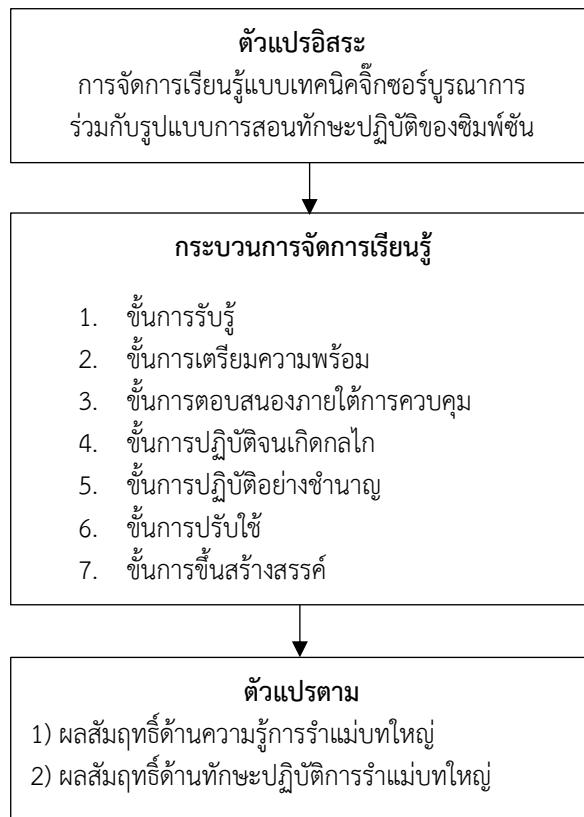 ตัวแปรอิสระ
การจัดการเรียนรู้แบบเทคนิคจิ๊กซอร์บูรณาการ
ร่วมกับรูปแบบการสอนทักษะปฏิบัติของซิมพ์ซัน
กระบวนการจัดการเรียนรู้
1. ขั้นการรับรู้
2. ขั้นการเตรียมความพร้อม
3. ขั้นการตอบสนองภายใต้การควบคุม
4. ขั้นการปฏิบัติจนเกิดกลไก
5. ขั้นการปฏิบัติอย่างชำนาญ
6. ขั้นการปรับใช้
7. ขั้นการขึ้นสร้างสรรค์
ตัวแปรตาม
1) ผลสัมฤทธิ์ด้านความรู้การรำแม่บทใหญ่
2) ผลสัมฤทธิ์ด้านทักษะปฏิบัติการรำแม่บทใหญ่